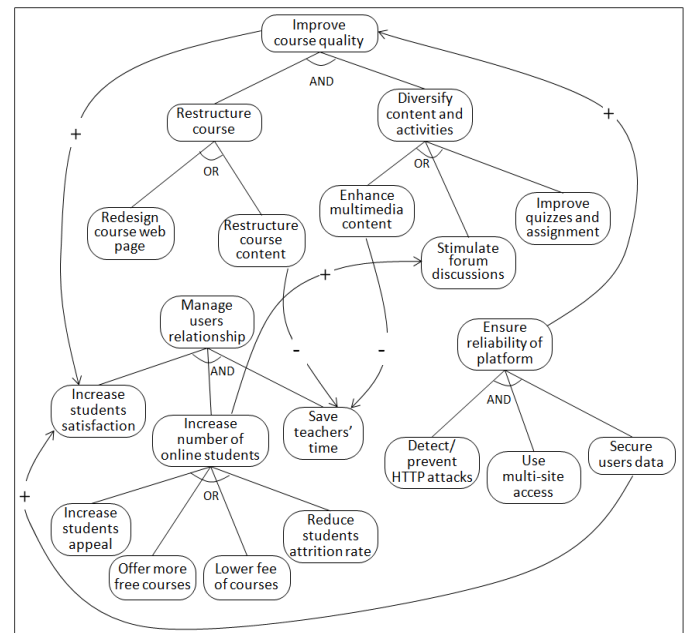 Improve
course quality
AND
+
+
Restructure
course
Diversify
content and
activities
OR
OR
Redesign
course web
page
Restructure
course
content
Enhance
multimedia
content
Improve
quizzes and
assignment
Stimulate
forum
discussions
+
Manage
users
relationship
Ensure
reliability of
platform
-
-
AND
AND
Increase
students
satisfaction
Increase
number of
online students
Save
teachers'
time
Detect/
prevent
HTTP attacks
Use
multi-site
access
Secure
users data
+
OR
Increase
students
appeal
Offer more
free courses
Lower fee
of courses
Reduce
students
attrition rate